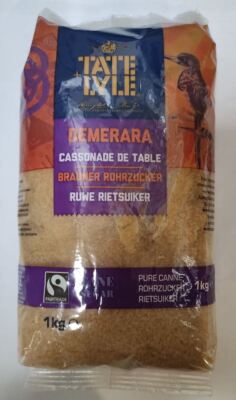 TATE
+ LYLE
DEMERARA
CASSONADE DE TABLE
BRAUNER ROHRZUCKER
RUWE RIETSUIKER
FAIRTRADE
PURE CANNE
ROHRZUCKER
RIETSUIKER
1kg
1kg ℮